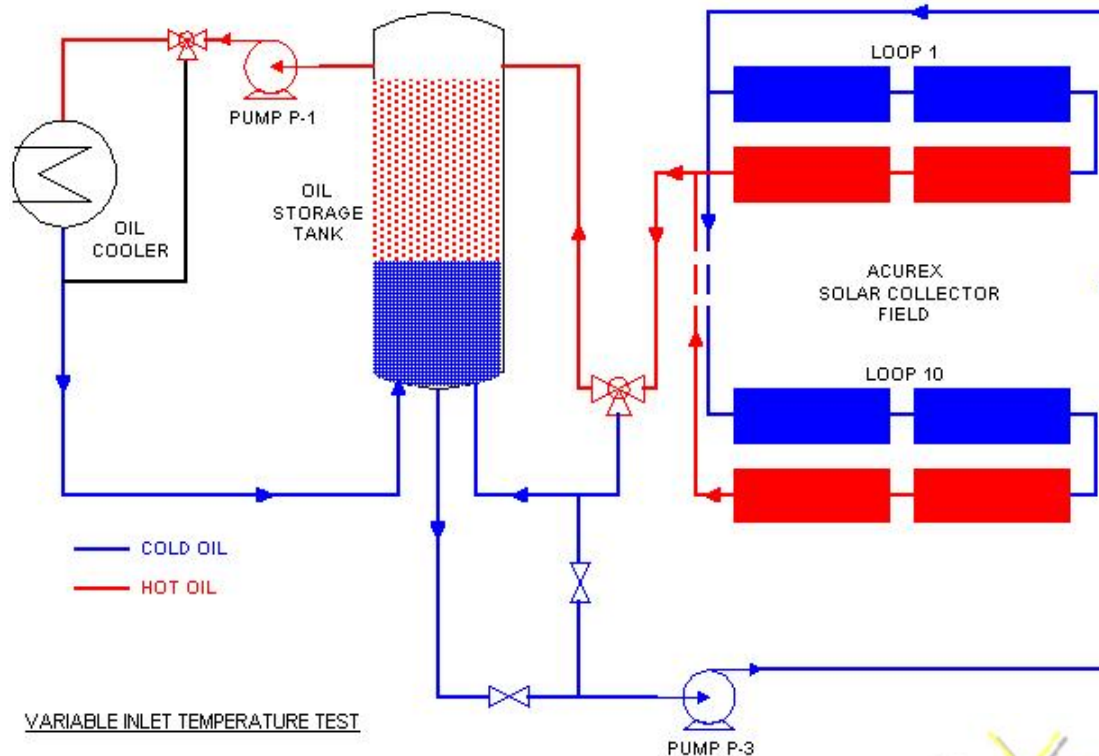 LOOP 1
PUMP P-1
OIL
STORAGE
TANK
OIL
COOLER
ACUREX
SOLAR COLLECTOR
FIELD
LOOP 10
COLD OIL
HOT OIL
VARIABLE INLET TEMPERATURE TEST
PUMP P-3